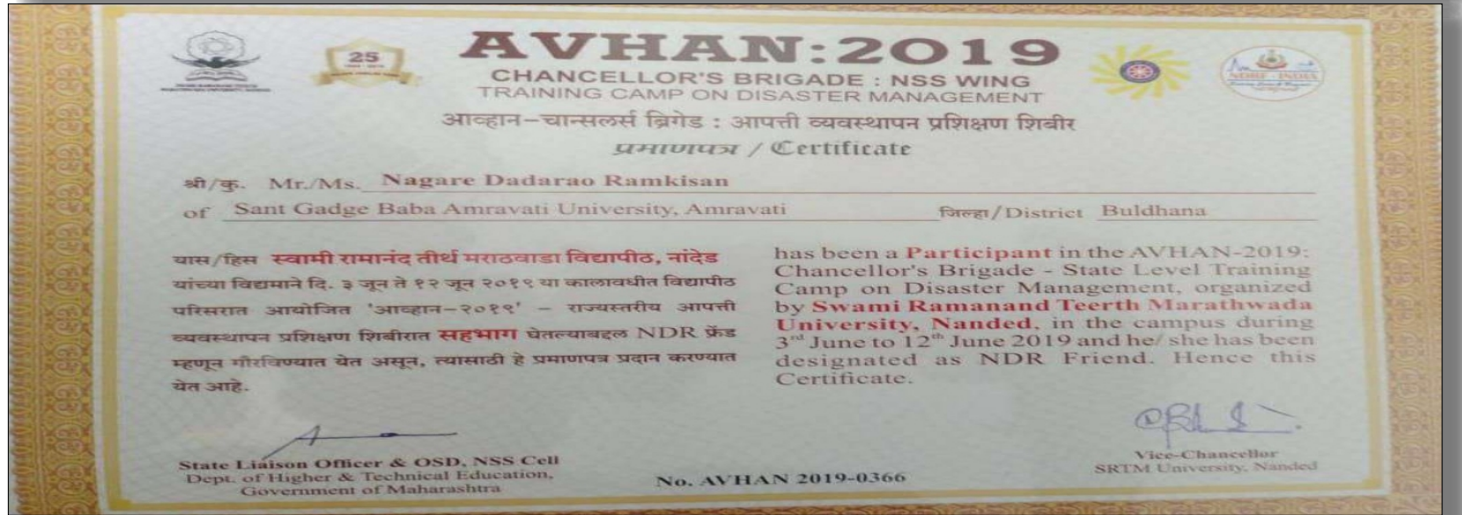 25
AVHAN:2019
CHANCELLOR'S BRIGADE : NSS WING
TRAINING CAMP ON DISASTER MANAGEMENT
आव्हान-चान्सलर्स ब्रिगेड : आपत्ती व्यवस्थापन प्रशिक्षण शिबीर
प्रमाणपत्र / Certificate
NDRF - INDIA
श्री/कु. Mr./Ms. Nagare Dadarao Ramkisan
of Sant Gadge Baba Amravati University, Amravati जिल्हा/District Buldhana
यास/हिस स्वामी रामानंद तीर्थ मराठवाडा विद्यापीठ, नांदेड
यांच्या विद्यमाने दि. ३ जून ते १२ जून २०१९ या कालावधीत विद्यापीठ
परिसरात आयोजित 'आव्हान-२०१९' - राज्यस्तरीय आपत्ती
व्यवस्थापन प्रशिक्षण शिबीरात सहभाग घेतल्याबद्दल NDR फ्रेंड
म्हणून गौरविण्यात येत असून, त्यासाठी हे प्रमाणपत्र प्रदान करण्यात
येत आहे.
has been a Participant in the AVHAN-2019:
Chancellor's Brigade - State Level Training
Camp on Disaster Management, organized
by Swami Ramanand Teerth Marathwada
University, Nanded, in the campus during
3rd June to 12th June 2019 and he/ she has been
designated as NDR Friend. Hence this
Certificate.
State Liaison Officer & OSD, NSS Cell
Dept. of Higher & Technical Education,
Government of Maharashtra
No. AVHAN 2019-0366
Vice-Chancellor
SRTM University, Nanded